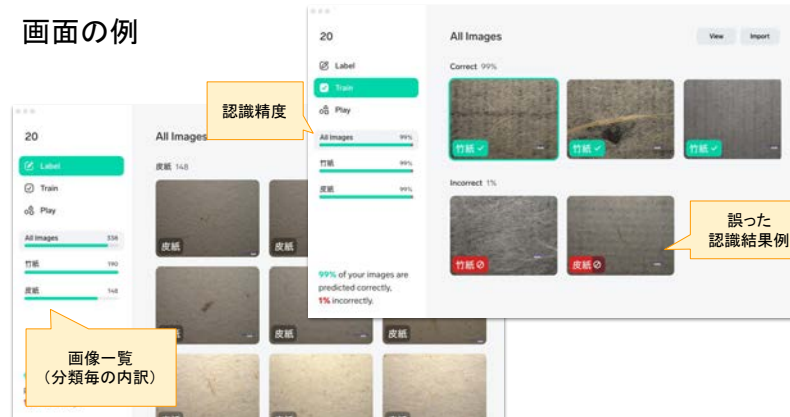 画面の例
20
Label
Train
Play
All Images 99%
竹紙 99%
皮紙 99%
99% of your images are
predicted correctly,
1% incorrectly.
All Images
View
Import
Correct 99%
竹紙
竹紙
竹紙
Incorrect 1%
竹紙
皮紙
認識精度
誤った
認識結果例
20
Label
Train
Play
All Images
竹紙 190
皮紙 148
All Images
皮紙 148
皮紙
皮紙
皮紙
皮紙
画像一覧
(分類毎の内訳)